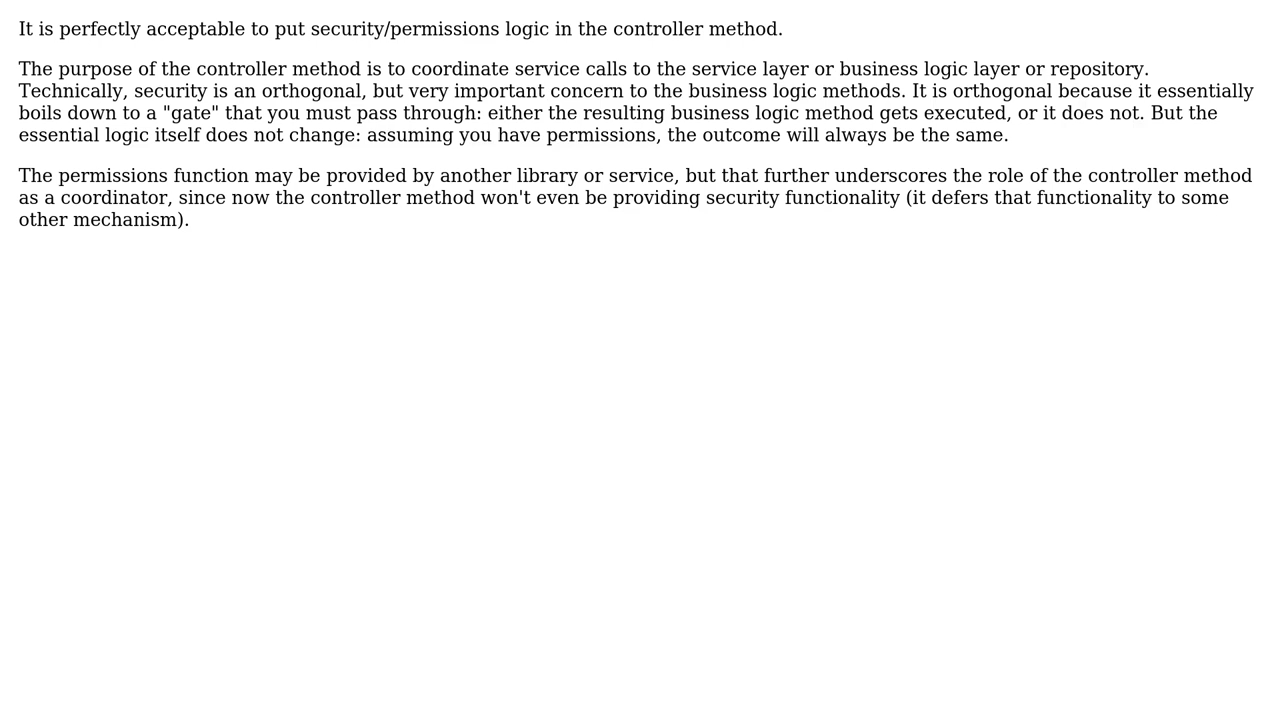 It is perfectly acceptable to put security/permissions logic in the controller method.
The purpose of the controller method is to coordinate service calls to the service layer or business logic layer or repository.
Technically, security is an orthogonal, but very important concern to the business logic methods. It is orthogonal because it essentially
boils down to a "gate" that you must pass through: either the resulting business logic method gets executed, or it does not. But the
essential logic itself does not change: assuming you have permissions, the outcome will always be the same.
The permissions function may be provided by another library or service, but that further underscores the role of the controller method
as a coordinator, since now the controller method won't even be providing security functionality (it defers that functionality to some
other mechanism).